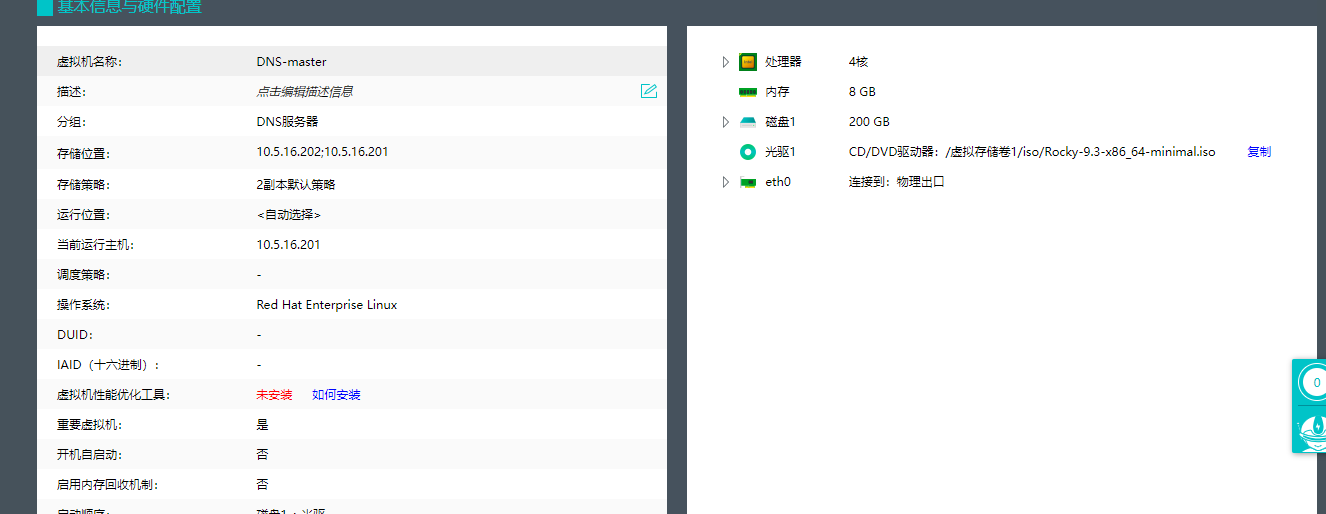 基本信息与硬件配置
虚拟机名称: DNS-master
描述: 点击编辑描述信息
分组: DNS服务器
存储位置: 10.5.16.202;10.5.16.201
存储策略: 2副本默认策略
运行位置: <自动选择>
当前运行主机: 10.5.16.201
调度策略: -
操作系统: Red Hat Enterprise Linux
DUID: -
IAID（十六进制）: -
虚拟机性能优化工具: 未安装 如何安装
重要虚拟机: 是
开机自启动: 否
启用内存回收机制: 否
启动顺序: 磁盘1，光驱
处理器 4核
内存 8 GB
磁盘1 200 GB
光驱1 CD/DVD驱动器: /虚拟存储卷1/iso/Rocky-9.3-x86_64-minimal.iso 复制
eth0 连接到: 物理出口
0